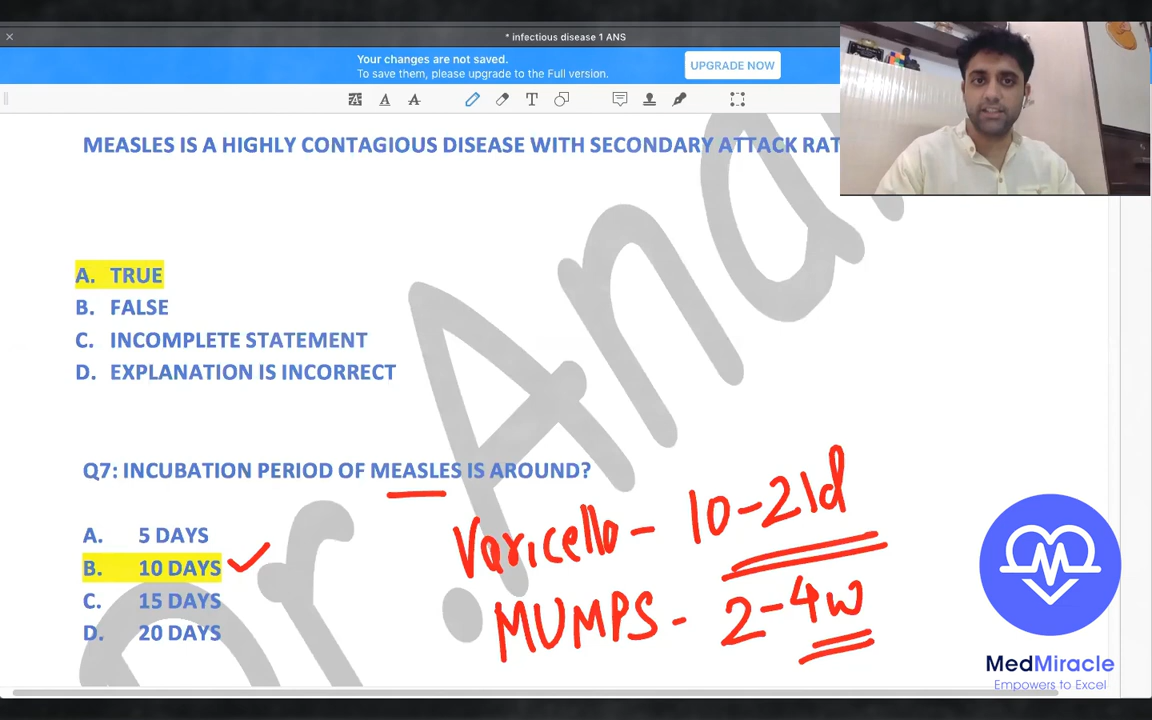 * infectious disease 1 ANS
Your changes are not saved.
To save them, please upgrade to the Full version.
UPGRADE NOW
MEASLES IS A HIGHLY CONTAGIOUS DISEASE WITH SECONDARY ATTACK RAT
A. TRUE
B. FALSE
C. INCOMPLETE STATEMENT
D. EXPLANATION IS INCORRECT
Q7: INCUBATION PERIOD OF MEASLES IS AROUND?
A. 5 DAYS
B. 10 DAYS
C. 15 DAYS
D. 20 DAYS
Varicella - 10-21d
MUMPS - 2-4w
Dr. Ana
MedMiracle
Empowers to Excel